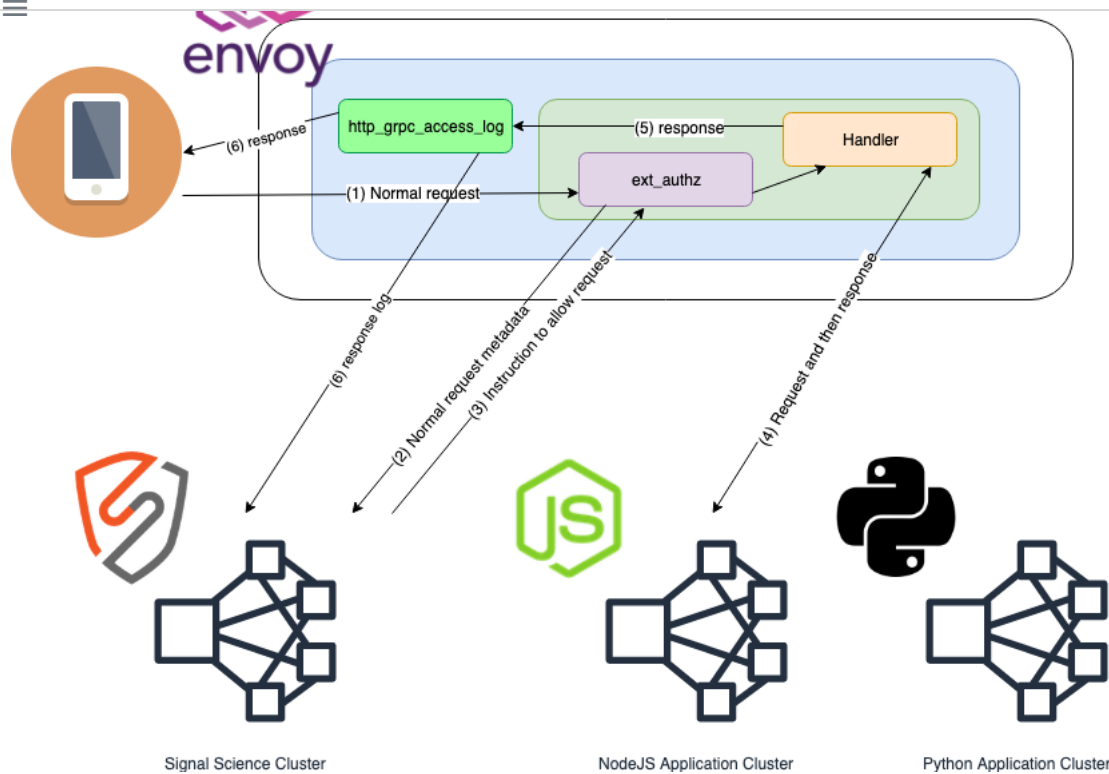 envoy
http_grpc_access_log
(5) response
Handler
(6) response
ext_authz
(1) Normal request
(6) response log
(2) Normal request metadata
(3) Instruction to allow request
(4) Request and then response
JS
Signal Science Cluster
NodeJS Application Cluster
Python Application Cluster